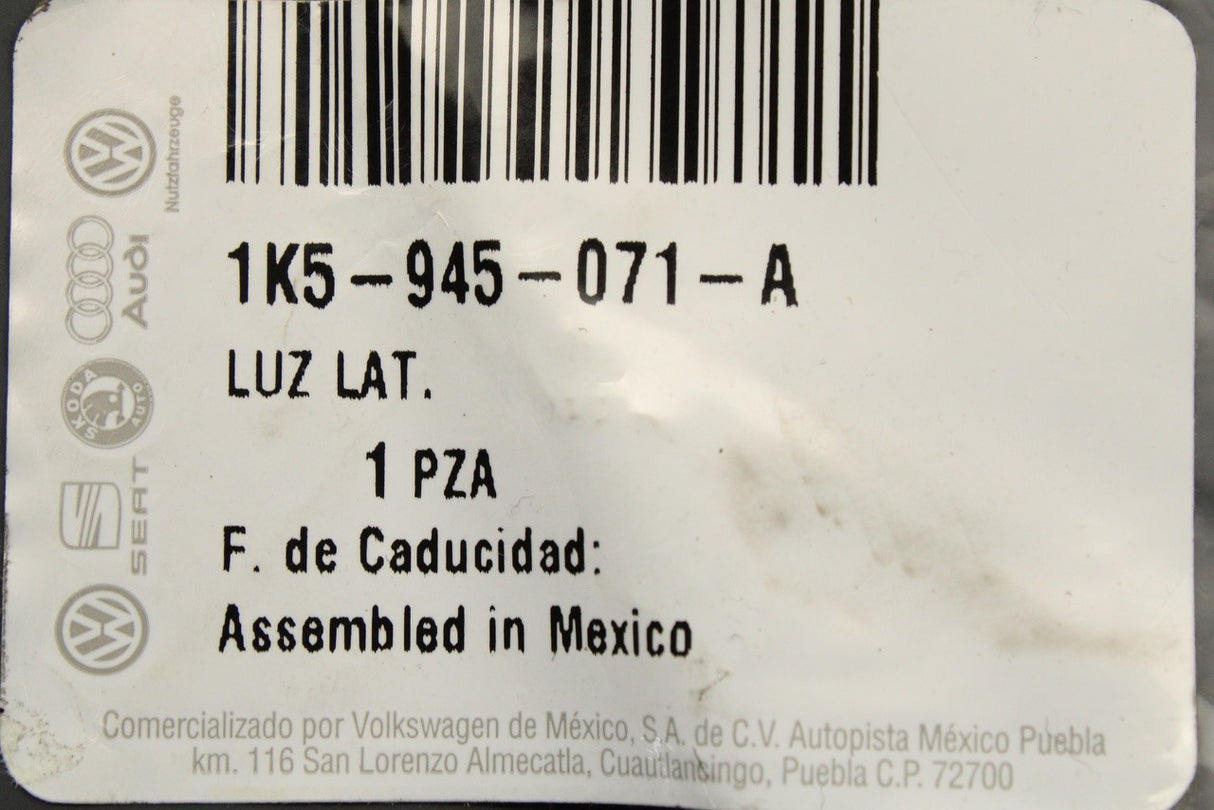 1K5-945-071-A
LUZ LAT.
1 PZA
F. de Caducidad:
Assembled in Mexico
Comercializado por Volkswagen de México, S.A. de C.V. Autopista México Puebla
km. 116 San Lorenzo Almecatla, Cuautlancingo, Puebla C.P. 72700
Nutzfahrzeuge
Audi
SKODA
AUTO
SEAT